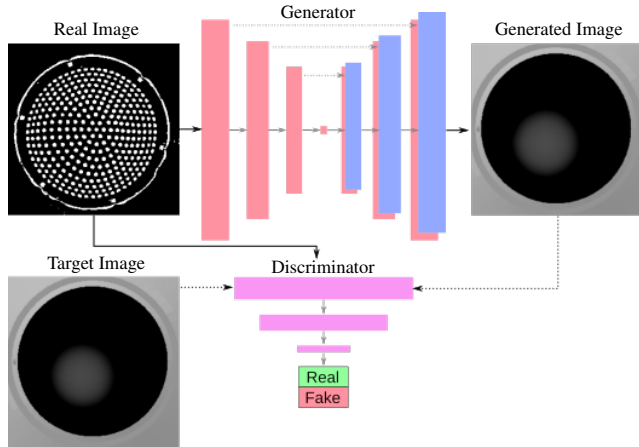 Real Image
Generator
Generated Image
Target Image
Discriminator
Real
Fake